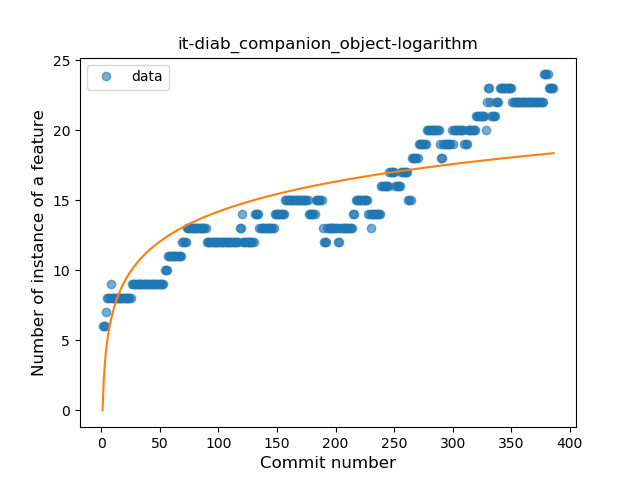 it-diab_companion_object-logarithm
data
Number of instance of a feature
25
20
15
10
5
0
0 50 100 150 200 250 300 350 400
Commit number